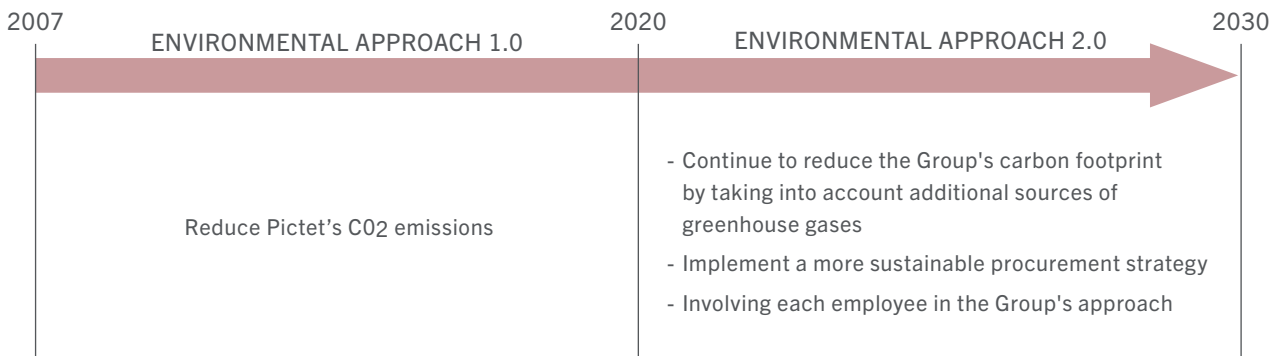 2007
2020
2030
ENVIRONMENTAL APPROACH 1.0
ENVIRONMENTAL APPROACH 2.0
Reduce Pictet’s C02 emissions
- Continue to reduce the Group's carbon footprint
by taking into account additional sources of
greenhouse gases
- Implement a more sustainable procurement strategy
- Involving each employee in the Group's approach